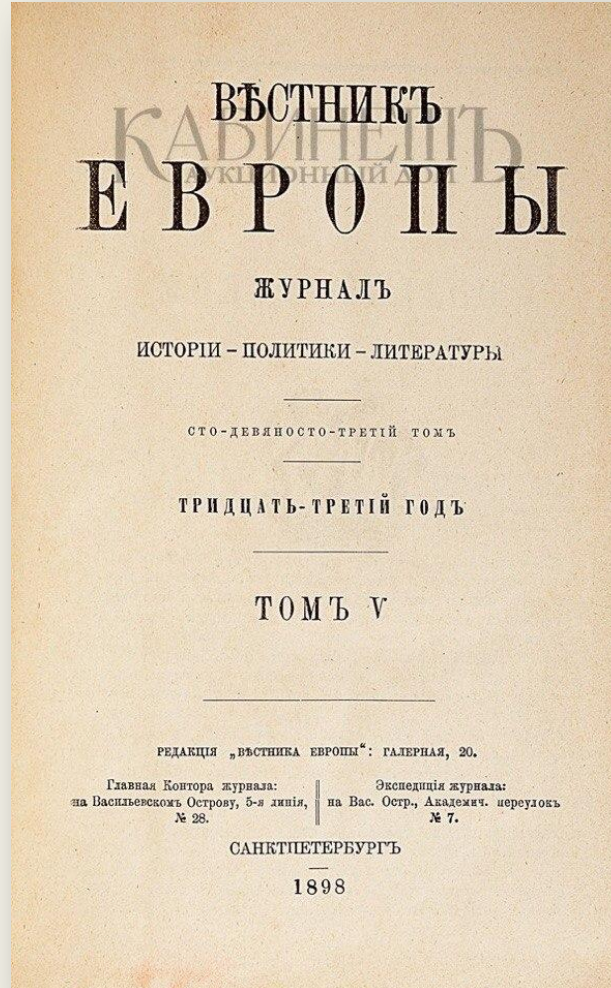 ВѢСТНИКЪ
КАБИНЕТЪ
АУКЦИОННЫЙ ДОМ
ЕВРОПЫ
ЖУРНАЛЪ
ИСТОРІИ – ПОЛИТИКИ – ЛИТЕРАТУРЫ
СТО-ДЕВЯНОСТО-ТРЕТІЙ ТОМЪ
ТРИДЦАТЬ-ТРЕТІЙ ГОДЪ
ТОМЪ V
РЕДАКЦІЯ „ВѢСТНИКА ЕВРОПЫ“: ГАЛЕРНАЯ, 20.
Главная Контора журнала:
на Васильевскомъ Острову, 5-я линія,
№ 28.
Экспедиція журнала:
на Вас. Остр., Академич. переулокъ
№ 7.
САНКТПЕТЕРБУРГЪ
1898